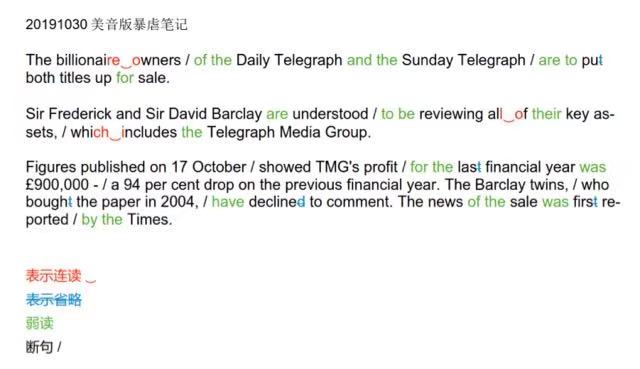 20191030 美音版暴虐笔记
The billionaire‿owners / of the Daily Telegraph and the Sunday Telegraph / are to put
both titles up for sale.
Sir Frederick and Sir David Barclay are understood / to be reviewing all‿of their key as-
sets, / which‿includes the Telegraph Media Group.
Figures published on 17 October / showed TMG's profit / for the last financial year was
£900,000 - / a 94 per cent drop on the previous financial year. The Barclay twins, / who
bought the paper in 2004, / have declined to comment. The news of the sale was first re-
ported / by the Times.
表示连读 ‿
表示省略
弱读
断句 /